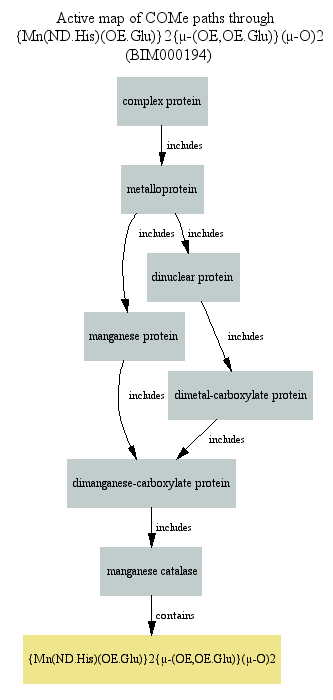 Active map of COMe paths through
{Mn(ND.His)(OE.Glu)}2{μ-(OE,OE.Glu)}(μ-O)2
(BIM000194)
complex protein
includes
metalloprotein
includes includes
dinuclear protein
manganese protein
includes
dimetal-carboxylate protein
includes
includes
dimanganese-carboxylate protein
includes
manganese catalase
contains
{Mn(ND.His)(OE.Glu)}2{μ-(OE,OE.Glu)}(μ-O)2